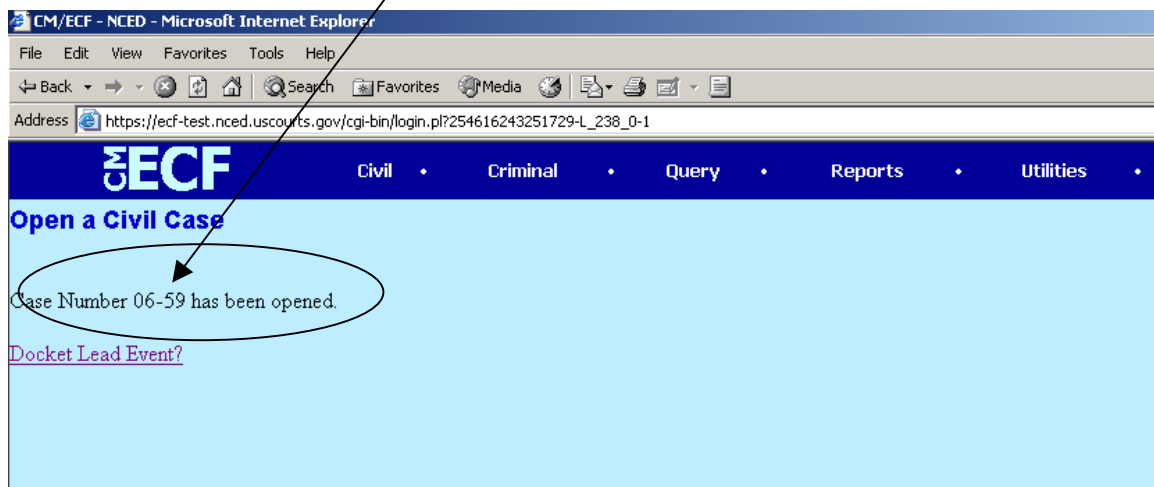 CM/ECF - NCED - Microsoft Internet Explorer
File Edit View Favorites Tools Help
Back Search Favorites Media
Address https://ecf-test.nced.uscourts.gov/cgi-bin/login.pl?254616243251729-L_238_0-1
CM ECF Civil • Criminal • Query • Reports • Utilities •
Open a Civil Case
Case Number 06-59 has been opened.
Docket Lead Event?